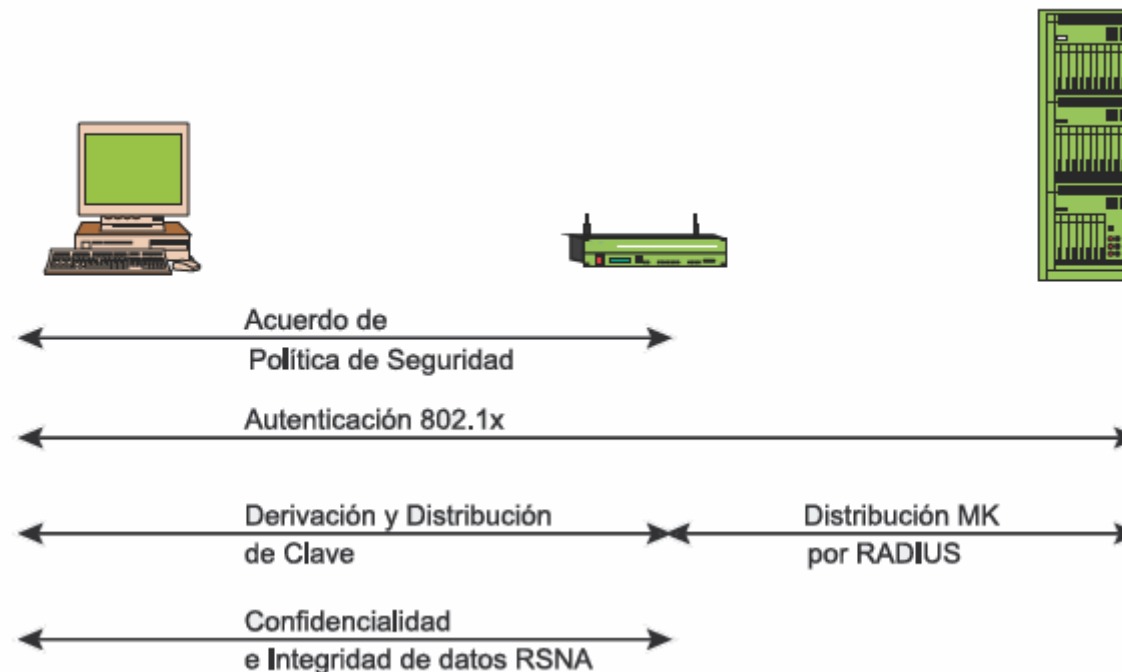 Acuerdo de
Política de Seguridad
Autenticación 802.1x
Derivación y Distribución
de Clave
Distribución MK
por RADIUS
Confidencialidad
e Integridad de datos RSNA